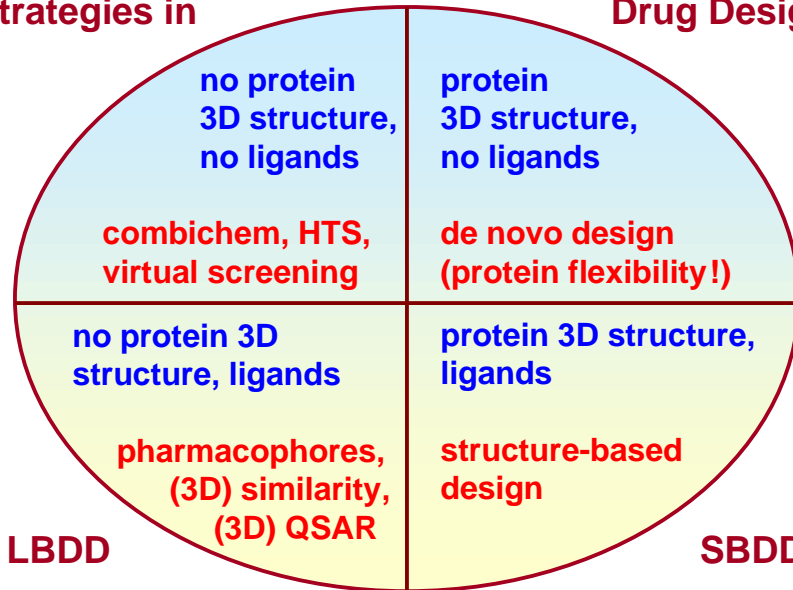 trategies in
Drug Desig
no protein
3D structure,
no ligands
combichem, HTS,
virtual screening
protein
3D structure,
no ligands
de novo design
(protein flexibility!)
no protein 3D
structure, ligands
pharmacophores,
(3D) similarity,
(3D) QSAR
protein 3D structure,
ligands
structure-based
design
LBDD
SBDD